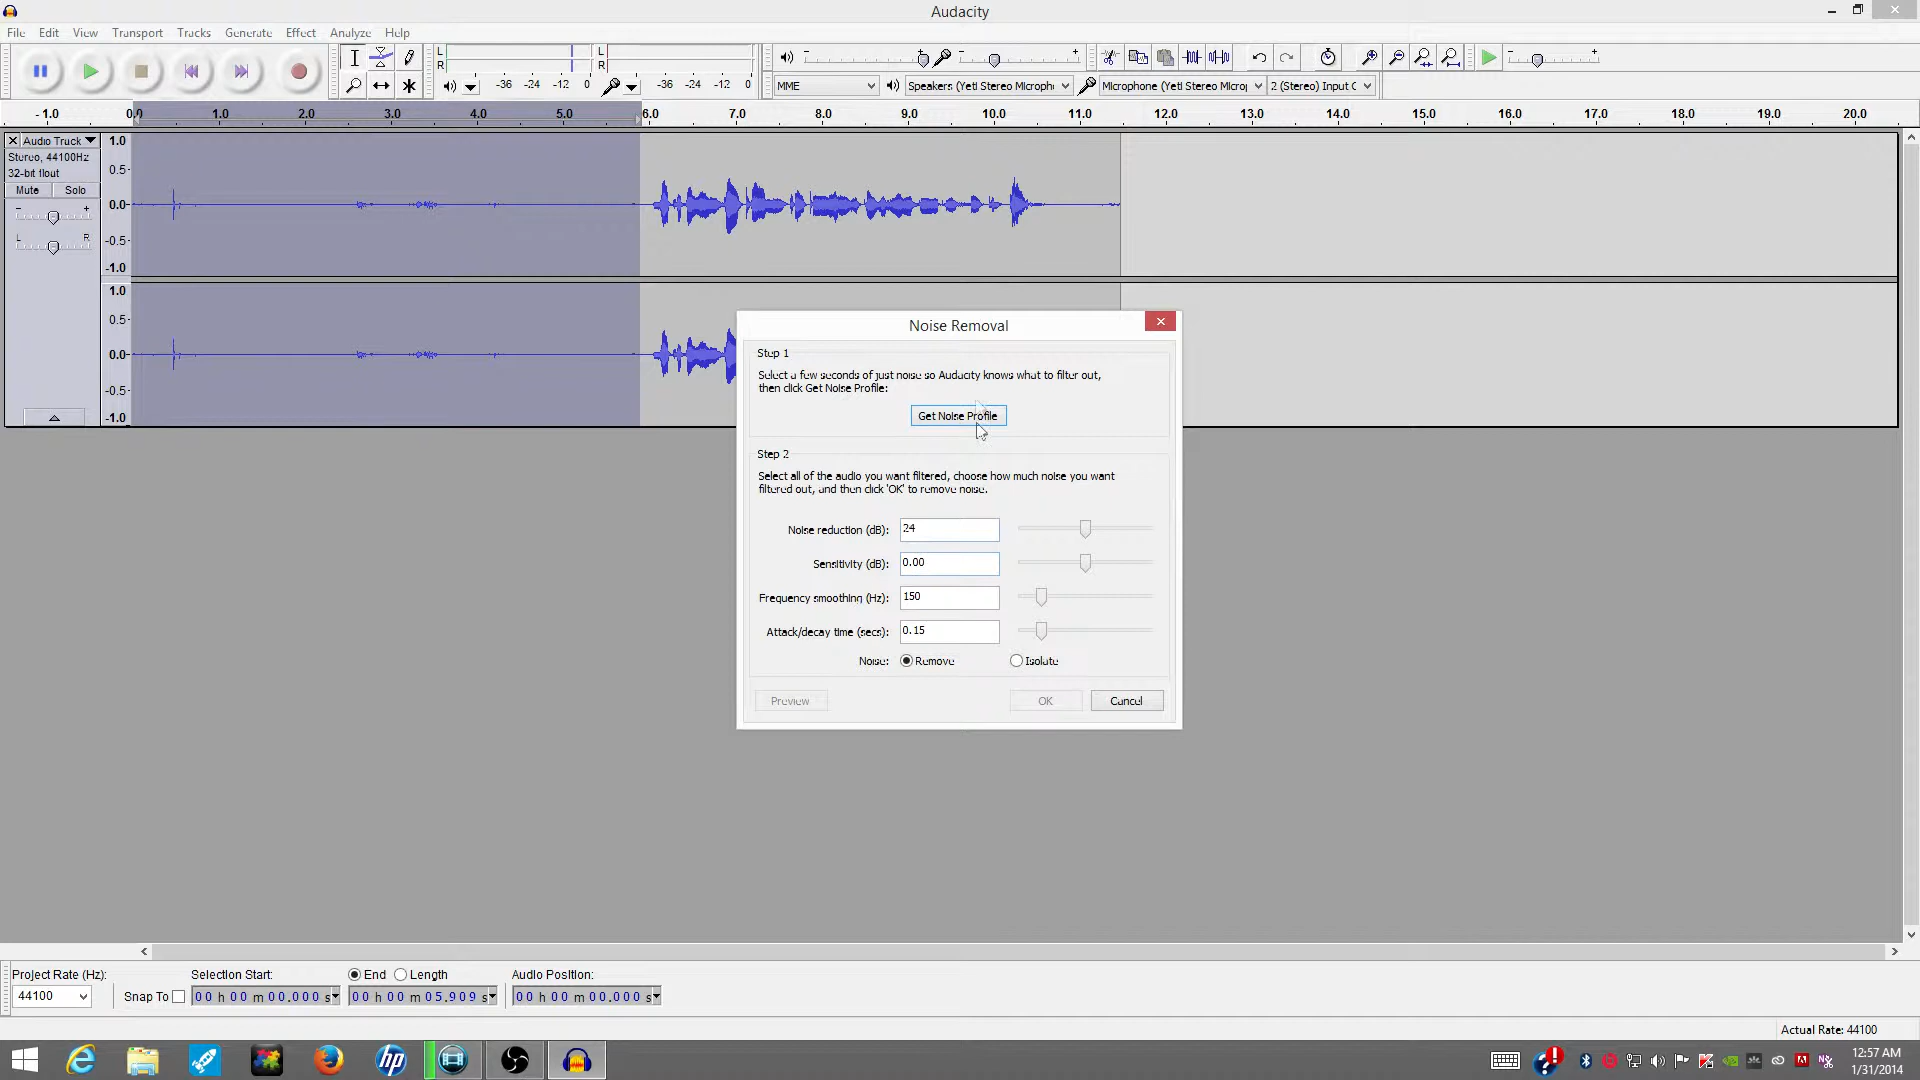 Audacity
File Edit View Transport Tracks Generate Effect Analyze Help
L
R
-36 -24 -12 0
L
R
-36 -24 -12 0
MME
Speakers (Yeti Stereo Microph
Microphone (Yeti Stereo Micro
2 (Stereo) Input C
-1.0 0.0 1.0 2.0 3.0 4.0 5.0 6.0 7.0 8.0 9.0 10.0 11.0 12.0 13.0 14.0 15.0 16.0 17.0 18.0 19.0 20.0
Audio Track
Stereo, 44100Hz
32-bit float
Mute Solo
- +
L R
1.0
0.5-
0.0-
-0.5-
-1.0
1.0
0.5-
0.0-
-0.5-
-1.0
Noise Removal
Step 1
Select a few seconds of just noise so Audacity knows what to filter out,
then click Get Noise Profile:
Get Noise Profile
Step 2
Select all of the audio you want filtered, choose how much noise you want
filtered out, and then click 'OK' to remove noise.
Noise reduction (dB): 24
Sensitivity (dB): 0.00
Frequency smoothing (Hz): 150
Attack/decay time (secs): 0.15
Noise: Remove Isolate
Preview OK Cancel
Project Rate (Hz): Selection Start: End Length Audio Position:
44100 Snap To 00 h 00 m 00.000 s 00 h 00 m 05.909 s 00 h 00 m 00.000 s
Actual Rate: 44100
hp
12:57 AM
1/31/2014